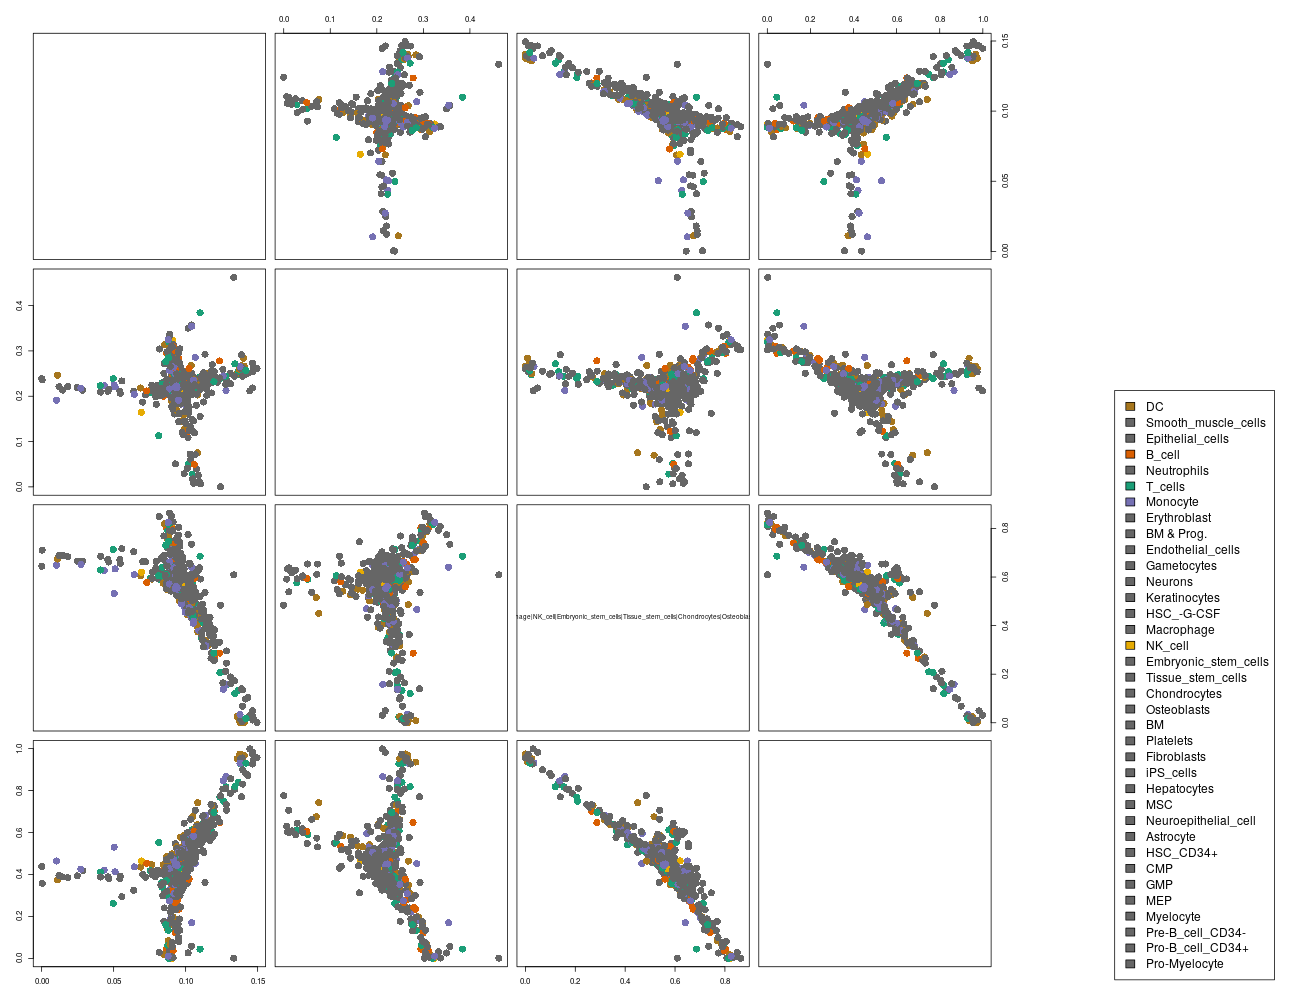 0.0 0.1 0.2 0.3 0.4
0.0 0.2 0.4 0.6 0.8 1.0
0.00 0.05 0.10 0.15
0.0 0.1 0.2 0.3 0.4
|NK_cell|Embryonic_stem_cells|Tissue_stem_cells|Chondrocytes|
0.0 0.2 0.4 0.6 0.8
0.0 0.2 0.4 0.6 0.8 1.0
0.00 0.05 0.10 0.15
0.0 0.2 0.4 0.6 0.8
DC
Smooth_muscle_cells
Epithelial_cells
B_cell
Neutrophils
T_cells
Monocyte
Erythroblast
BM & Prog.
Endothelial_cells
Gametocytes
Neurons
Keratinocytes
HSC_-G-CSF
Macrophage
NK_cell
Embryonic_stem_cells
Tissue_stem_cells
Chondrocytes
Osteoblasts
BM
Platelets
Fibroblasts
iPS_cells
Hepatocytes
MSC
Neuroepithelial_cell
Astrocyte
HSC_CD34+
CMP
GMP
MEP
Myelocyte
Pre-B_cell_CD34-
Pro-B_cell_CD34+
Pro-Myelocyte